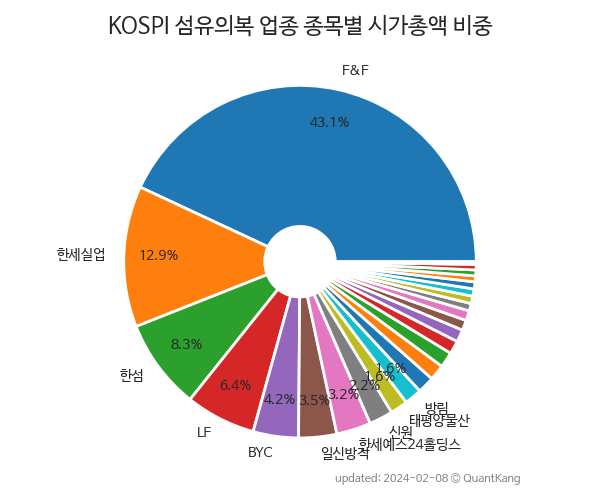 KOSPI 섬유의복 업종 종목별 시가총액 비중
F&F
43.1%
한세실업
12.9%
한섬
8.3%
LF
6.4%
BYC
4.2%
일신방직
3.5%
한세예스24홀딩스
3.2%
신원
2.2%
태평양물산
1.6%
방림
1.6%
updated: 2024-02-08 © QuantKang